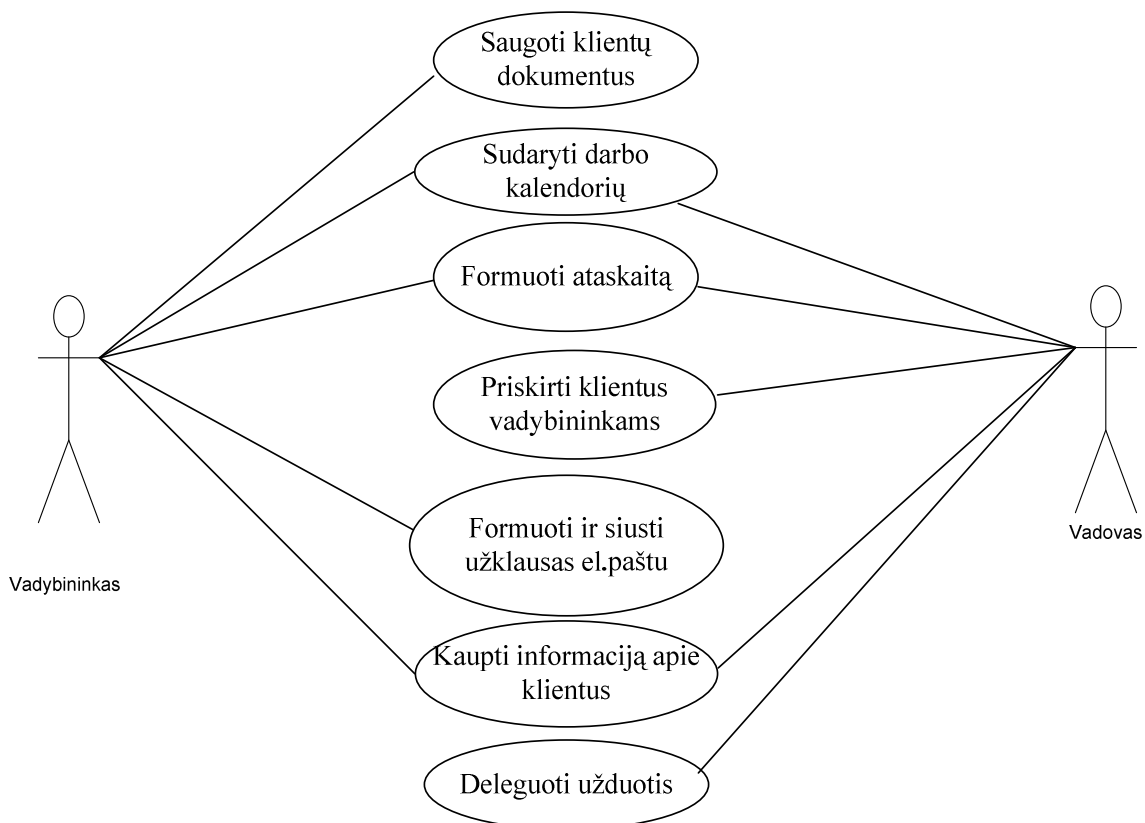 Saugoti klientų
dokumentus
Sudaryti darbo
kalendorių
Formuoti ataskaitą
Priskirti klientus
vadybininkams
Formuoti ir siusti
užklausas el.paštu
Kaupti informaciją apie
klientus
Deleguoti užduotis
Vadybininkas
Vadovas